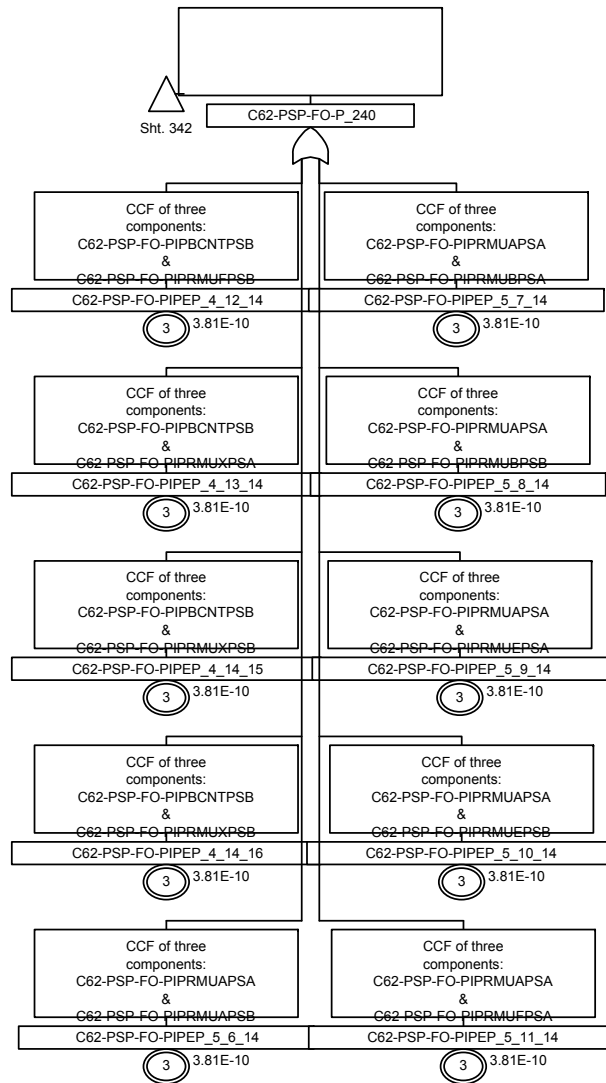 Sht. 342
C62-PSP-FO-P_240
CCF of three
components:
C62-PSP-FO-PIPBCNTPSB
&
C62-PSP-FO-PIPRMUFPSB
C62-PSP-FO-PIPEP_4_12_14
3
3.81E-10
CCF of three
components:
C62-PSP-FO-PIPRMUAPSA
&
C62-PSP-FO-PIPRMUBPSA
C62-PSP-FO-PIPEP_5_7_14
3
3.81E-10
CCF of three
components:
C62-PSP-FO-PIPBCNTPSB
&
C62-PSP-FO-PIPRMUXPSA
C62-PSP-FO-PIPEP_4_13_14
3
3.81E-10
CCF of three
components:
C62-PSP-FO-PIPRMUAPSA
&
C62-PSP-FO-PIPRMUBPSB
C62-PSP-FO-PIPEP_5_8_14
3
3.81E-10
CCF of three
components:
C62-PSP-FO-PIPBCNTPSB
&
C62-PSP-FO-PIPRMUXPSB
C62-PSP-FO-PIPEP_4_14_15
3
3.81E-10
CCF of three
components:
C62-PSP-FO-PIPRMUAPSA
&
C62-PSP-FO-PIPRMUEPSA
C62-PSP-FO-PIPEP_5_9_14
3
3.81E-10
CCF of three
components:
C62-PSP-FO-PIPBCNTPSB
&
C62-PSP-FO-PIPRMUXPSB
C62-PSP-FO-PIPEP_4_14_16
3
3.81E-10
CCF of three
components:
C62-PSP-FO-PIPRMUAPSA
&
C62-PSP-FO-PIPRMUEPSB
C62-PSP-FO-PIPEP_5_10_14
3
3.81E-10
CCF of three
components:
C62-PSP-FO-PIPRMUAPSA
&
C62-PSP-FO-PIPRMUAPSB
C62-PSP-FO-PIPEP_5_6_14
3
3.81E-10
CCF of three
components:
C62-PSP-FO-PIPRMUAPSA
&
C62-PSP-FO-PIPRMUFPSA
C62-PSP-FO-PIPEP_5_11_14
3
3.81E-10